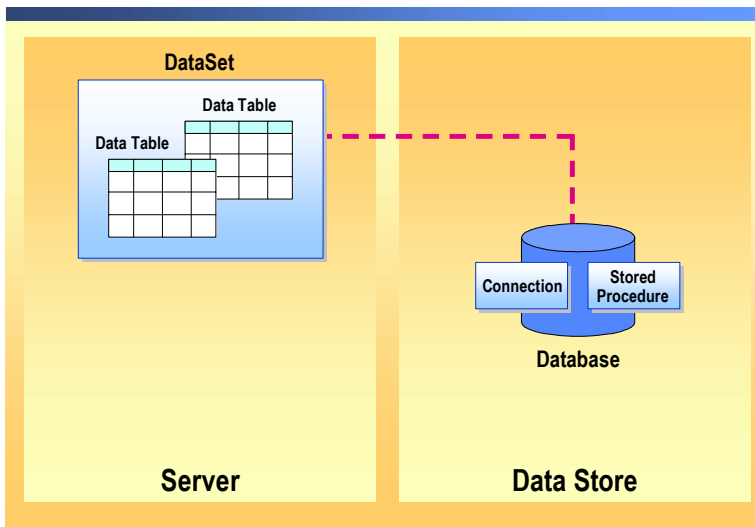 DataSet
Data Table
Data Table
Connection
Stored
Procedure
Database
Server
Data Store